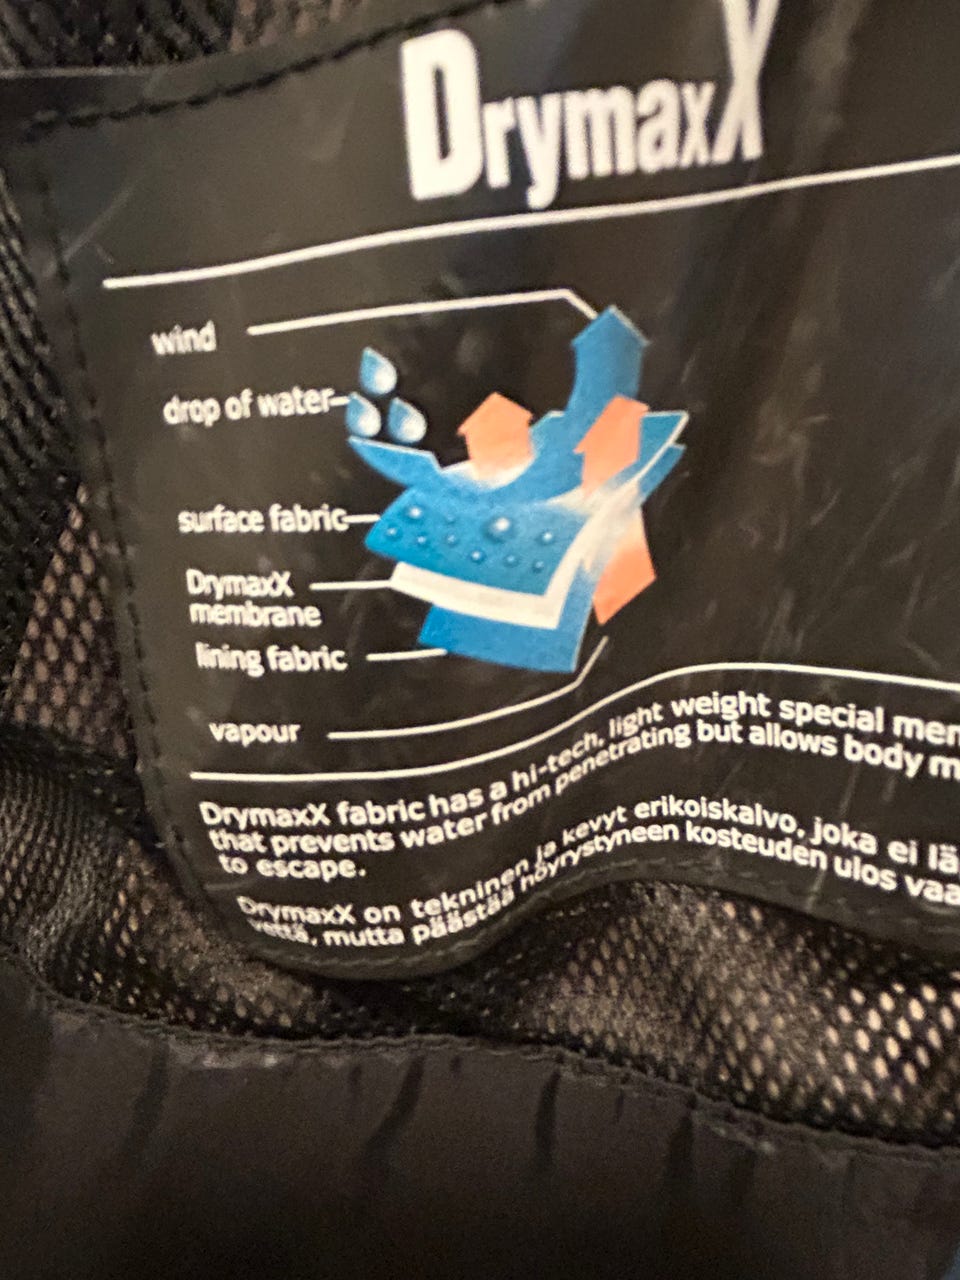 DrymaxX
wind
drop of water
surface fabric
DrymaxX
membrane
lining fabric
vapour
DrymaxX fabric has a hi-tech, light weight special mem
that prevents water from penetrating but allows body m
to escape.
DrymaxX on tekninen ja kevyt erikoiskalvo, joka ei lä
vettä, mutta päästää höyrystyneen kosteuden ulos vaa